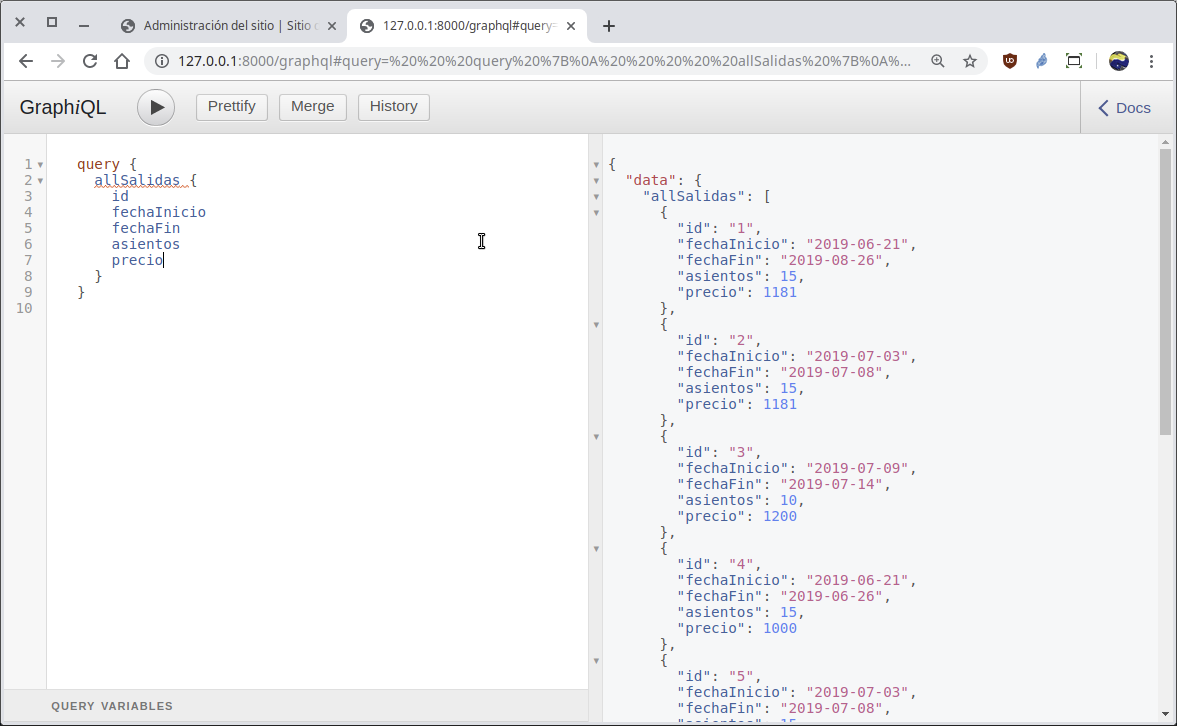 Administración del sitio | Sitio
127.0.0.1:8000/graphql#query=
127.0.0.1:8000/graphql#query=%20%20%20query%20%7B%0A%20%20%20%20%20allSalidas%20%7B%0A%...
GraphiQL
Prettify
Merge
History
Docs
1 query {
2 allSalidas {
3 id
4 fechaInicio
5 fechaFin
6 asientos
7 precio
8 }
9 }
10
QUERY VARIABLES
{
"data": {
"allSalidas": [
{
"id": "1",
"fechaInicio": "2019-06-21",
"fechaFin": "2019-08-26",
"asientos": 15,
"precio": 1181
},
{
"id": "2",
"fechaInicio": "2019-07-03",
"fechaFin": "2019-07-08",
"asientos": 15,
"precio": 1181
},
{
"id": "3",
"fechaInicio": "2019-07-09",
"fechaFin": "2019-07-14",
"asientos": 10,
"precio": 1200
},
{
"id": "4",
"fechaInicio": "2019-06-21",
"fechaFin": "2019-06-26",
"asientos": 15,
"precio": 1000
},
{
"id": "5",
"fechaInicio": "2019-07-03",
"fechaFin": "2019-07-08",
"asientos": 15